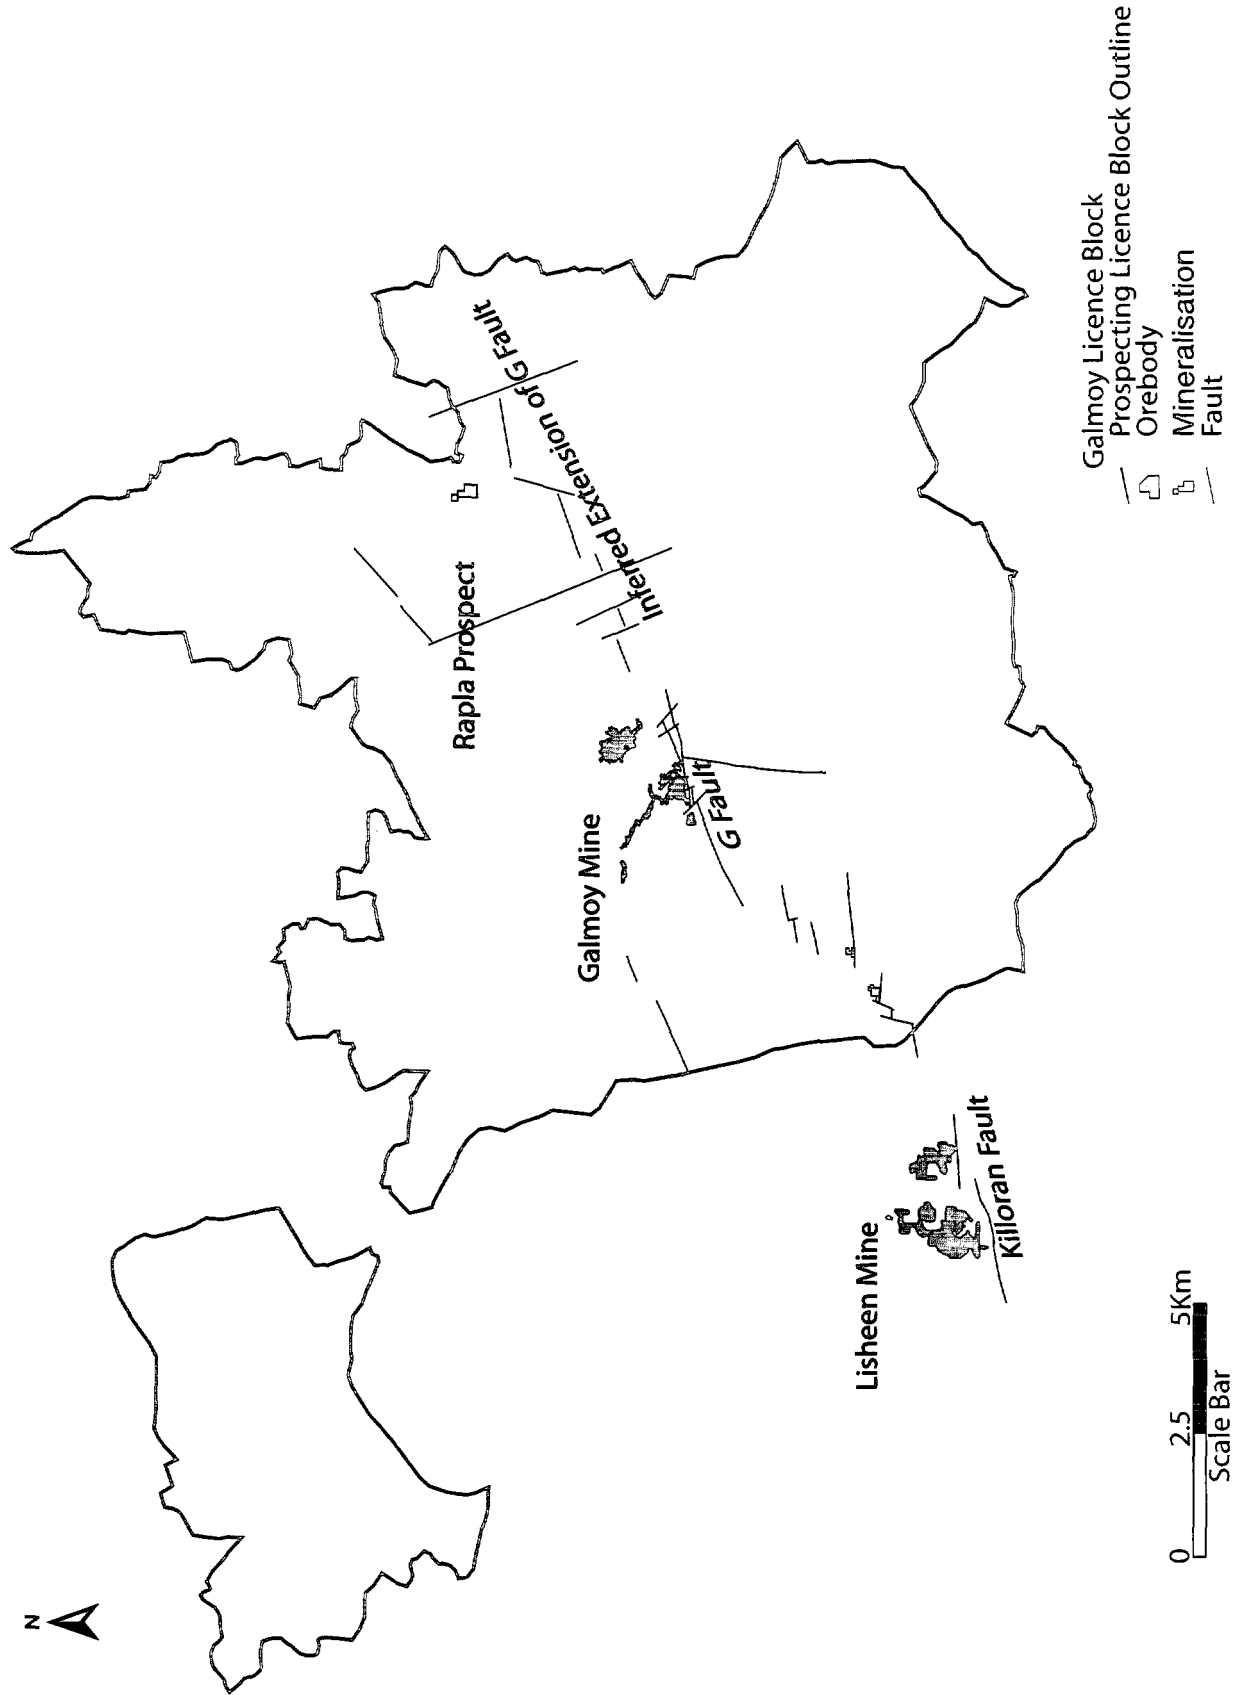 N
Rapla Prospect
Inferred Extension of G Fault
Galmoy Mine
G Fault
Lisheen Mine
Killoran Fault
0 2.5 5Km
Scale Bar
Galmoy Licence Block
Prospecting Licence Block Outline
Orebody
Mineralisation
Fault